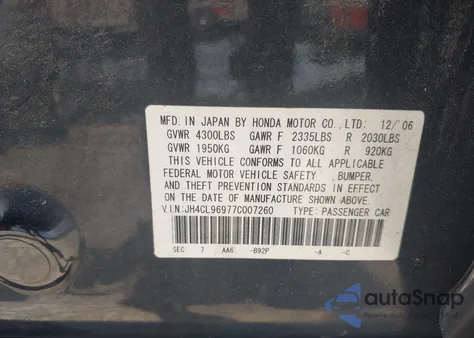 MFD. IN JAPAN BY HONDA MOTOR CO., LTD: 12/'06
GVWR 4300LBS GAWR F 2335LBS R 2030LBS
GVWR 1950KG GAWR F 1060KG R 920KG
THIS VEHICLE CONFORMS TO ALL APPLICABLE
FEDERAL MOTOR VEHICLE SAFETY , BUMPER,
AND THEFT PREVENTION STANDARDS IN EFFECT
ON THE DATE OF MANUFACTURE SHOWN ABOVE.
V.I.N:JH4CL96977C007260 TYPE: PASSENGER CAR
SEC 7 AA6 -B92P -A -C
autoSnap